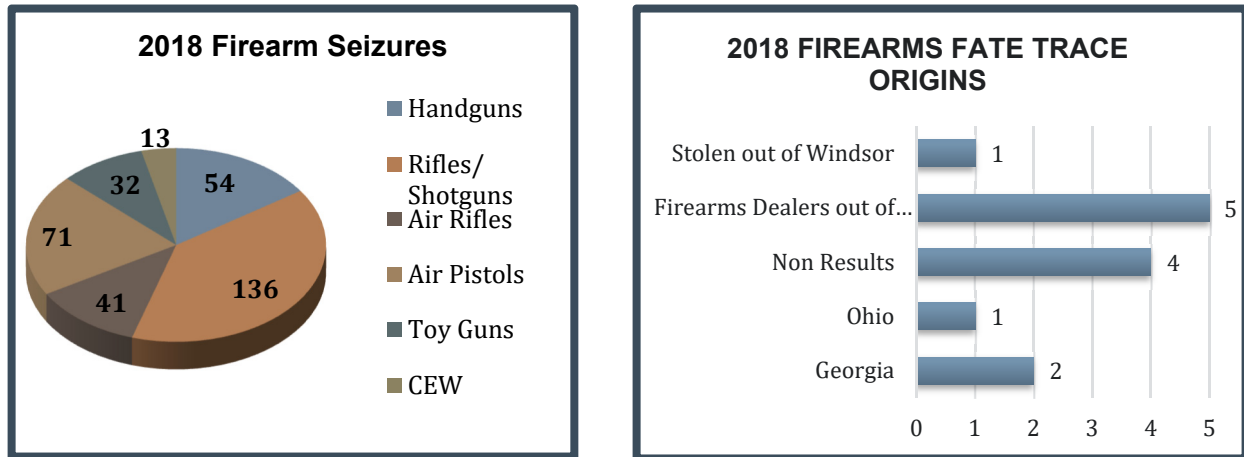 2018 Firearm Seizures
13
54
32
71
41
136
Handguns
Rifles/
Shotguns
Air Rifles
Air Pistols
Toy Guns
CEW
2018 FIREARMS FATE TRACE
ORIGINS
Stolen out of Windsor
1
Firearms Dealers out of...
5
Non Results
4
Ohio
1
Georgia
2
0 1 2 3 4 5